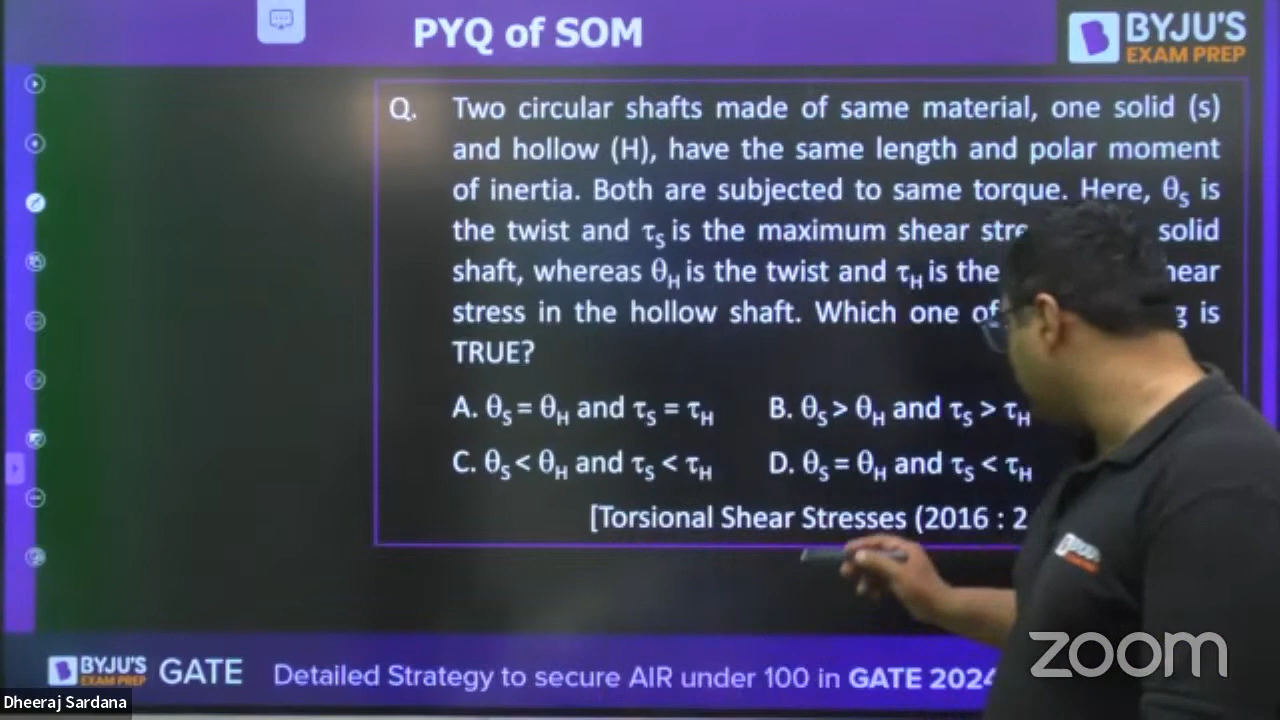 PYQ of SOM
BYJU'S
EXAM PREP
Q. Two circular shafts made of same material, one solid (s)
and hollow (H), have the same length and polar moment
of inertia. Both are subjected to same torque. Here, θS is
the twist and τS is the maximum shear stre solid
shaft, whereas θH is the twist and τH is the hear
stress in the hollow shaft. Which one of g is
TRUE?
A. θS = θH and τS = τH B. θS > θH and τS > τH
C. θS < θH and τS < τH D. θS = θH and τS < τH
[Torsional Shear Stresses (2016 : 2
zoom
BYJU'S
EXAM PREP
GATE Detailed Strategy to secure AIR under 100 in GATE 2024
Dheeraj Sardana